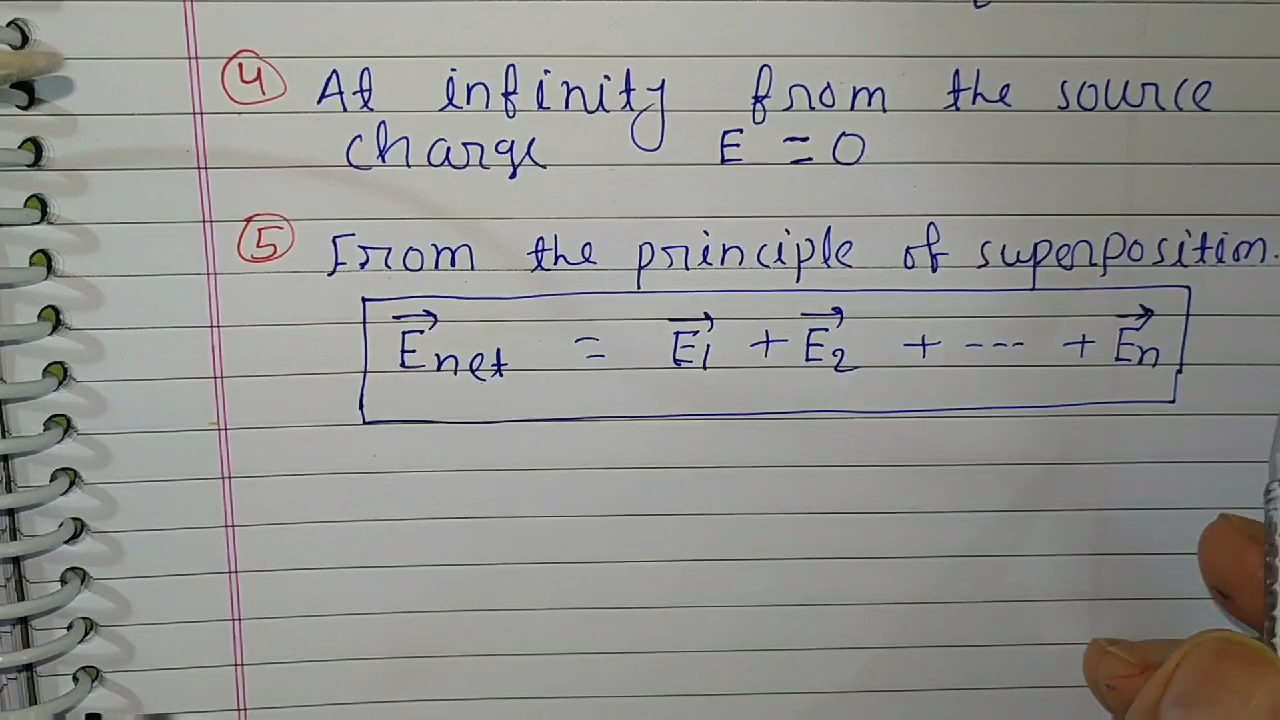 ④ At infinity from the source
charge E = 0
⑤ From the principle of superposition.
E⃗net = E⃗1 + E⃗2 + --- + E⃗n